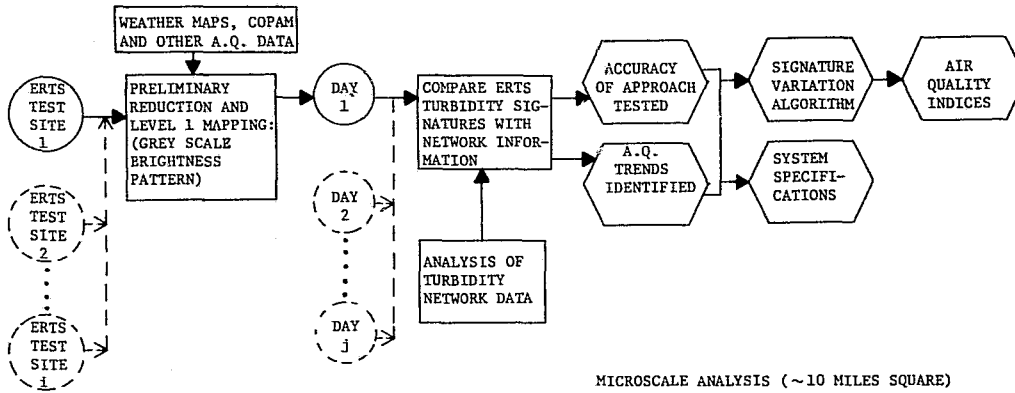 WEATHER MAPS, COPAM
AND OTHER A.Q. DATA
ERTS
TEST
SITE
1
PRELIMINARY
REDUCTION AND
LEVEL 1 MAPPING:
(GREY SCALE
BRIGHTNESS
PATTERN)
DAY
1
COMPARE ERTS
TURBIDITY SIG-
NATURES WITH
NETWORK INFOR-
MATION
ACCURACY
OF APPROACH
TESTED
SIGNATURE
VARIATION
ALGORITHM
AIR
QUALITY
INDICES
A.Q.
TRENDS
IDENTIFIED
SYSTEM
SPECIFI-
CATIONS
ERTS
TEST
SITE
2
DAY
2
ANALYSIS OF
TURBIDITY
NETWORK DATA
ERTS
TEST
SITE
i
DAY
j
MICROSCALE ANALYSIS (~10 MILES SQUARE)